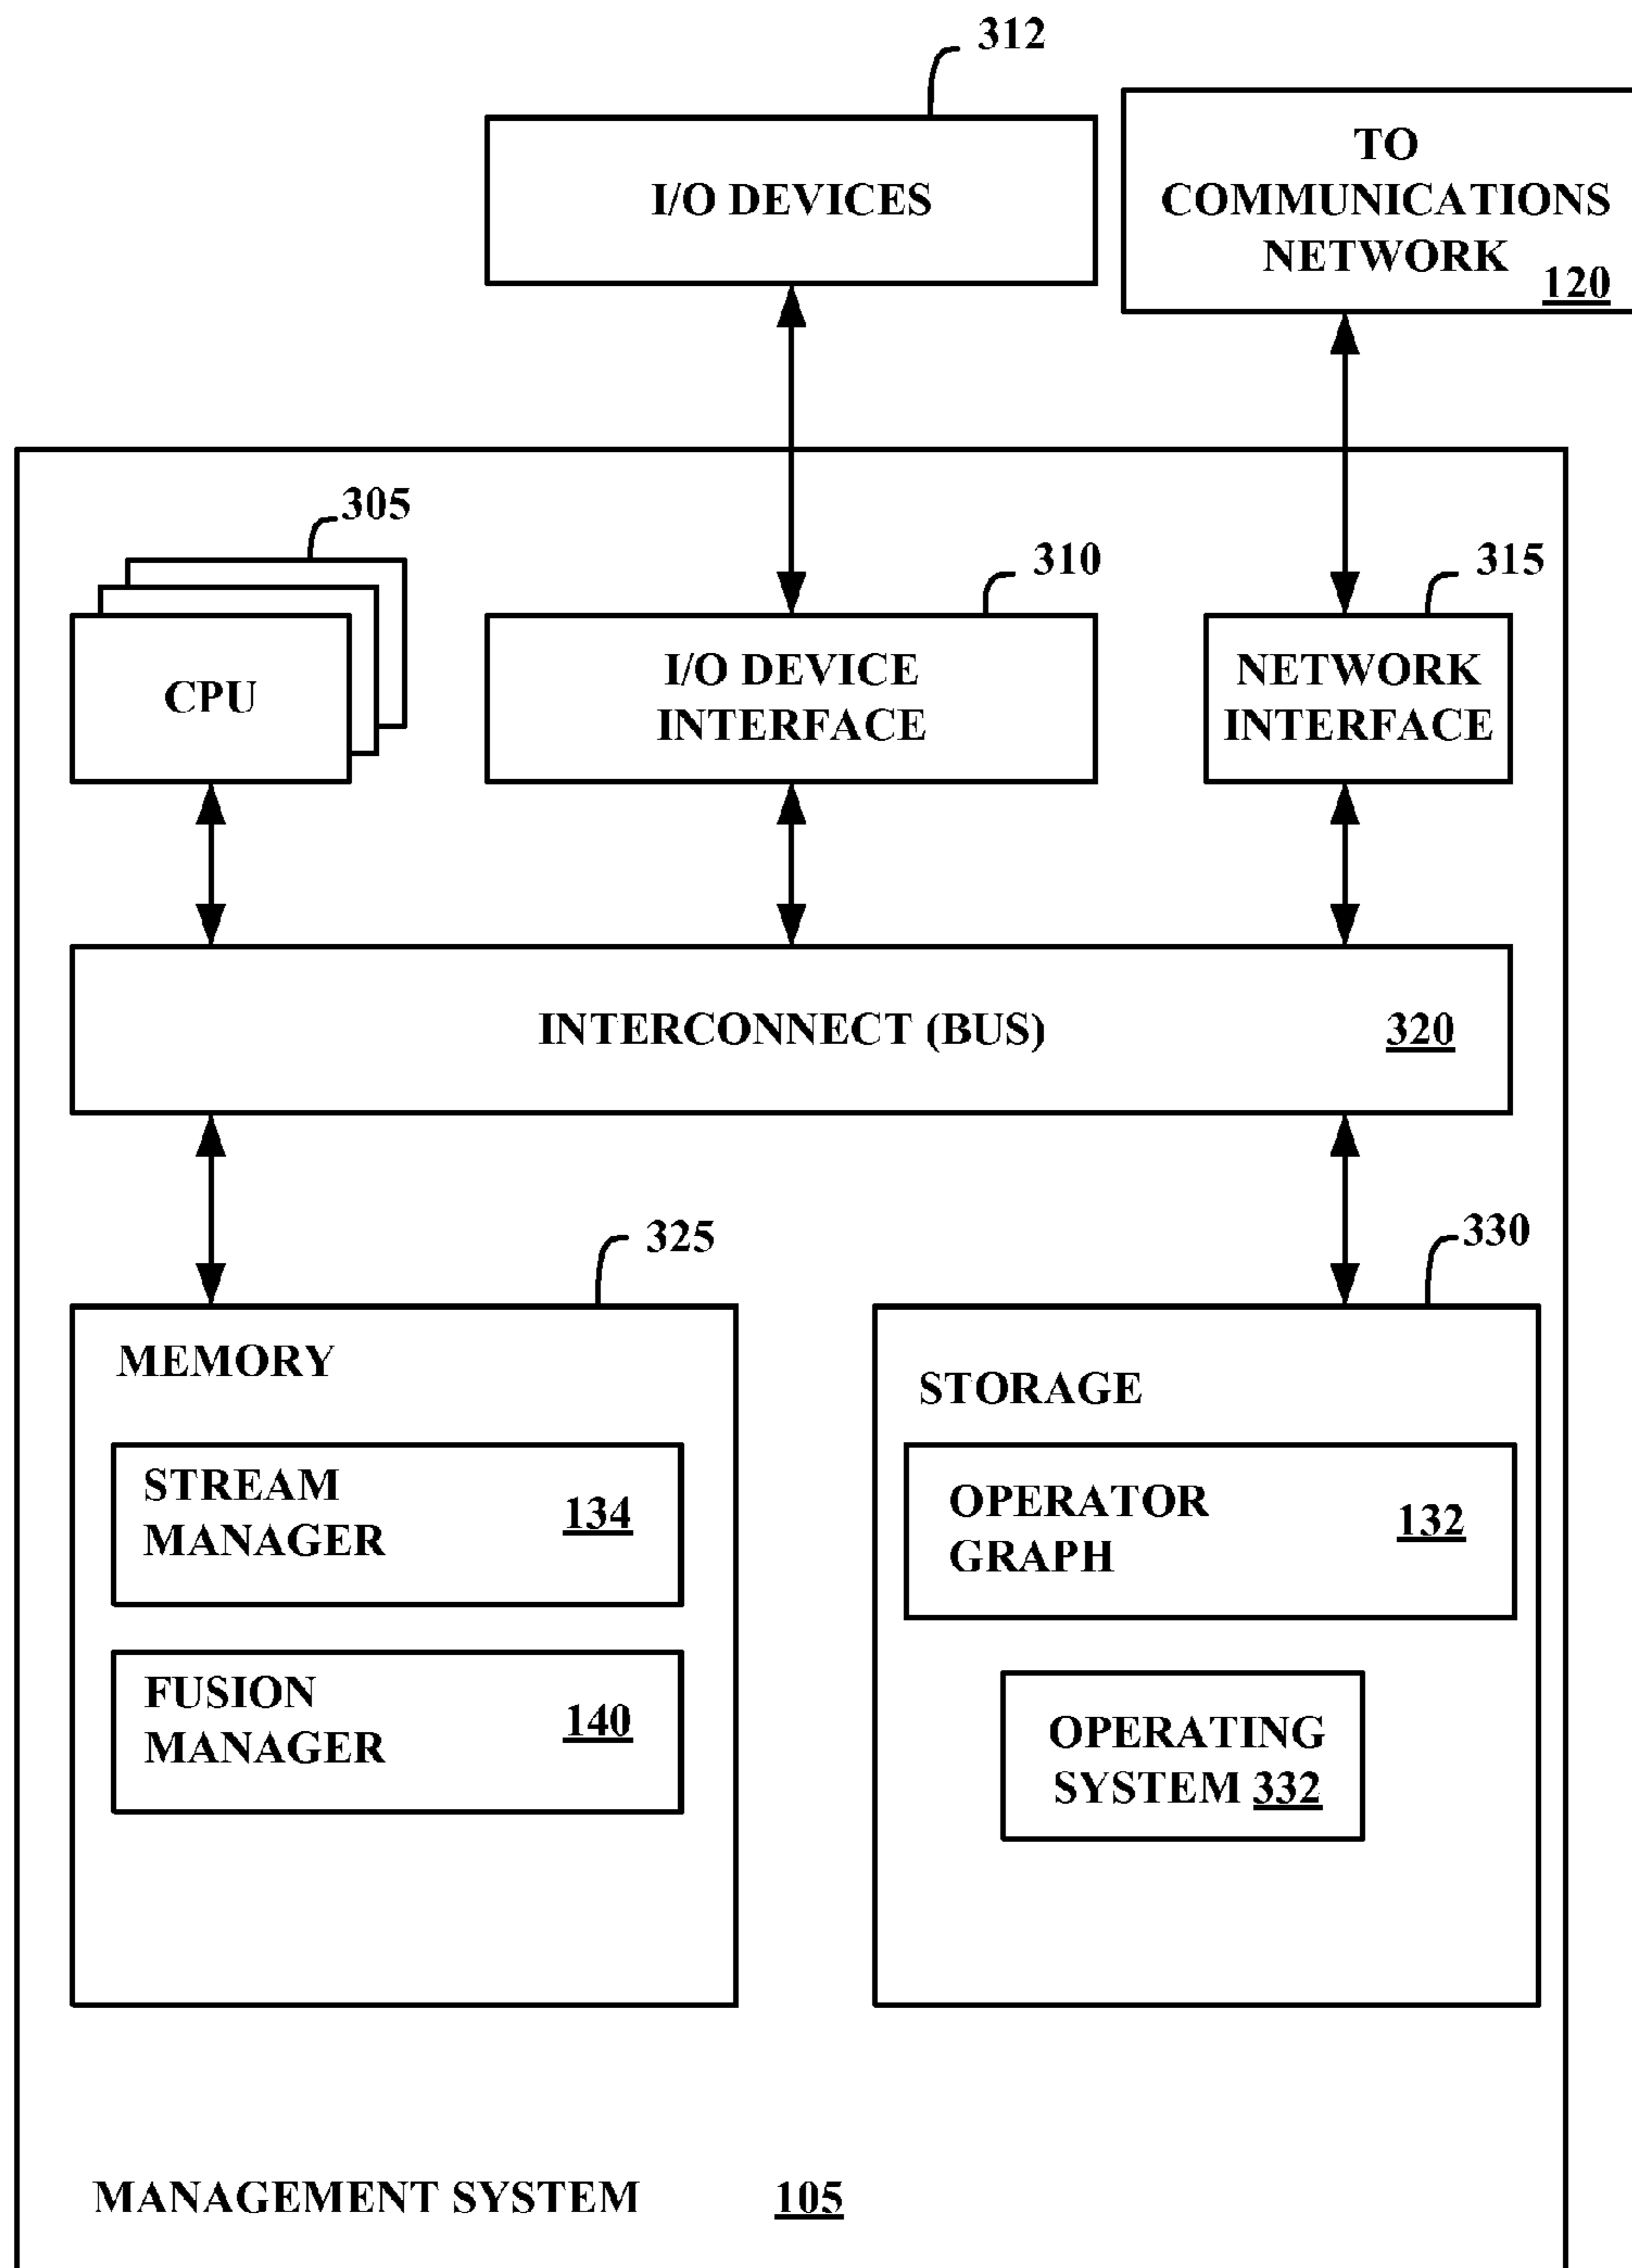 312
I/O DEVICES
TO
COMMUNICATIONS
NETWORK
120
305
310
315
CPU
I/O DEVICE
INTERFACE
NETWORK
INTERFACE
INTERCONNECT (BUS) 320
325
330
MEMORY
STREAM
MANAGER
134
FUSION
MANAGER
140
STORAGE
OPERATOR
GRAPH
132
OPERATING
SYSTEM 332
MANAGEMENT SYSTEM 105